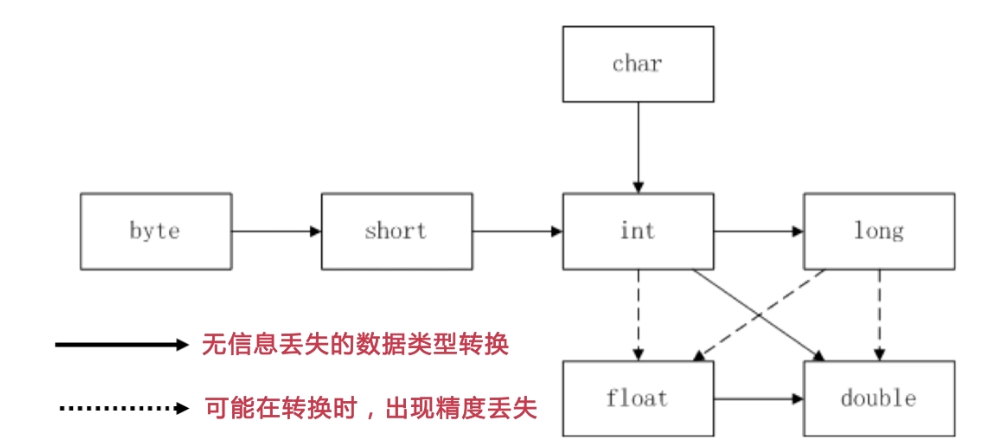 char
byte
short
int
long
无信息丢失的数据类型转换
float
double
可能在转换时，出现精度丢失